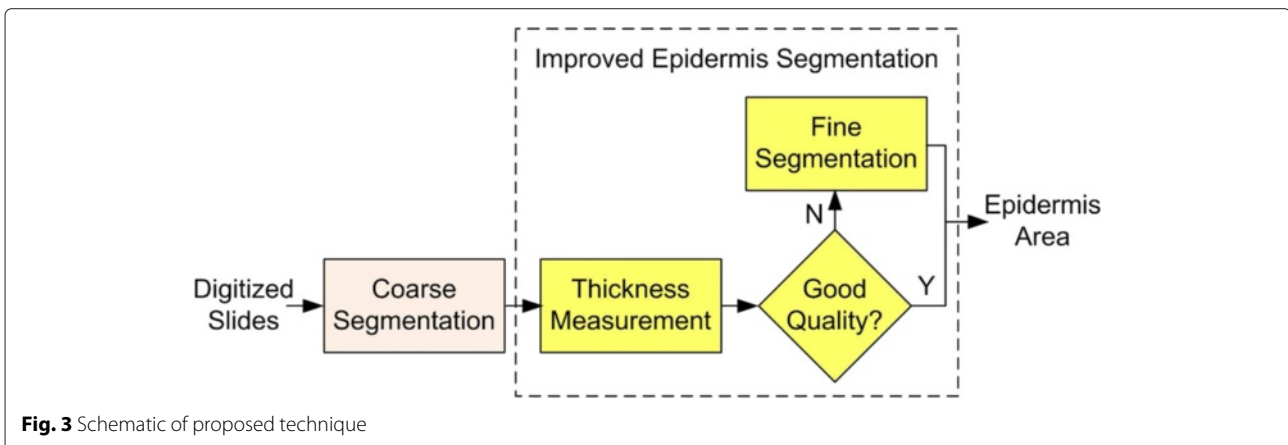 Improved Epidermis Segmentation
Fine
Segmentation
N
Epidermis
Area
Digitized
Slides
Coarse
Segmentation
Thickness
Measurement
Good
Quality?
Y
Fig. 3 Schematic of proposed technique